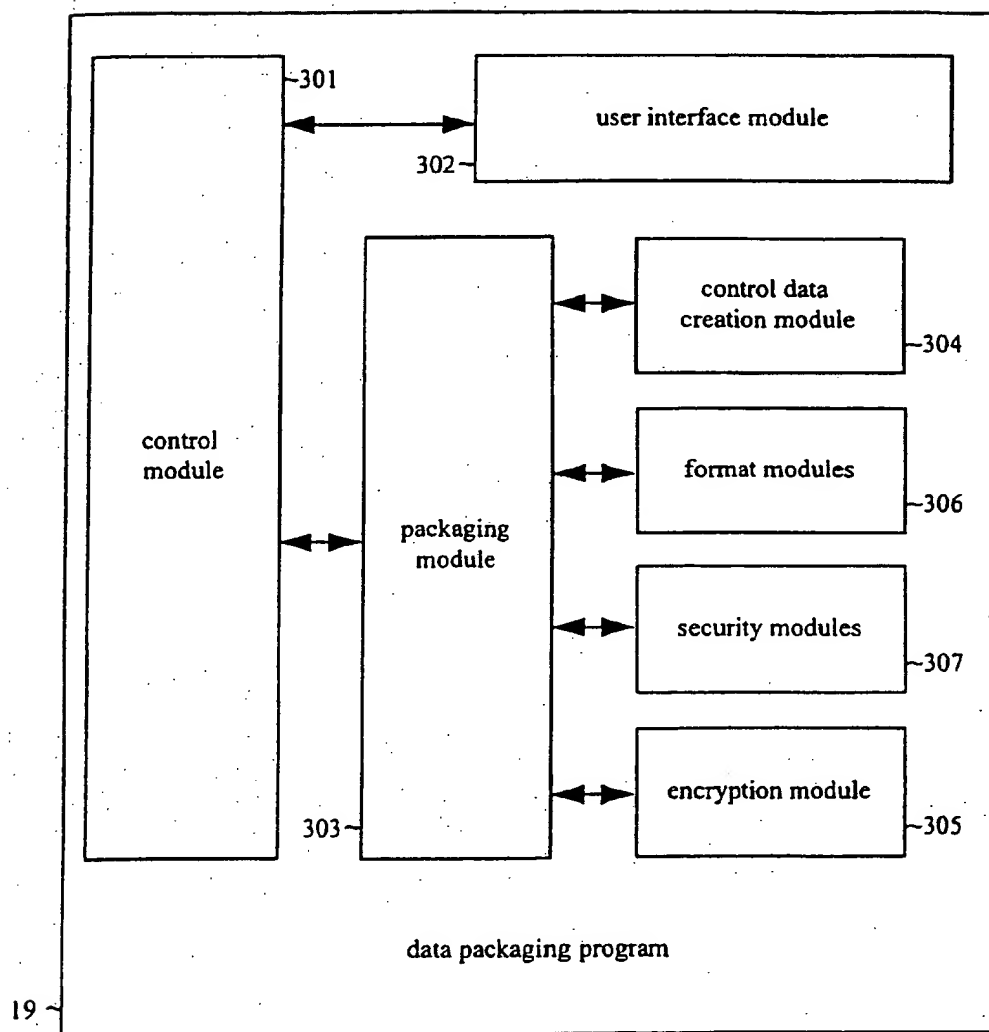 301
user interface module
302
control data
creation module
304
control
module
format modules
306
packaging
module
security modules
307
encryption module
303
305
data packaging program
19